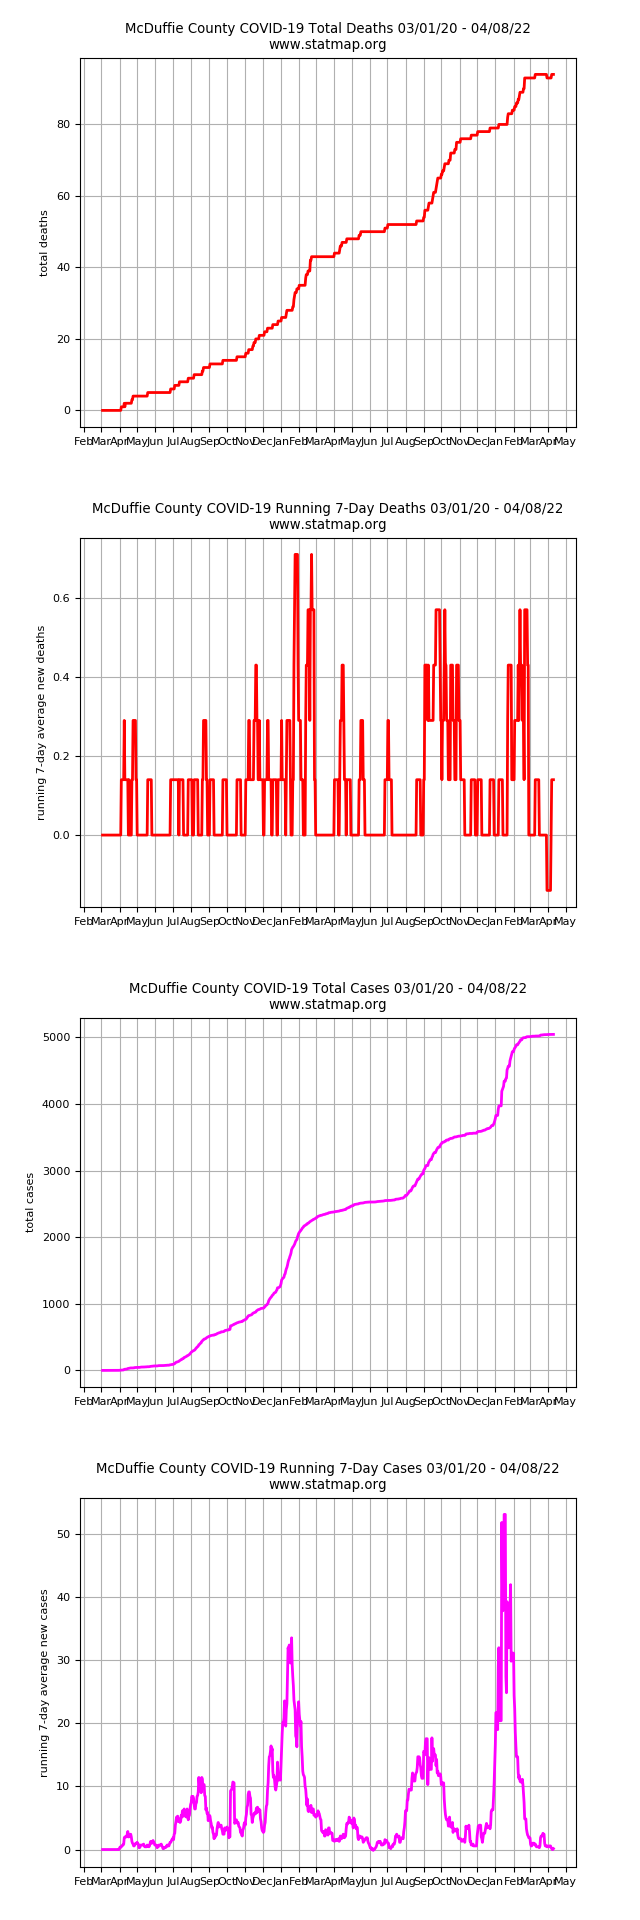 McDuffie County COVID-19 Total Deaths 03/01/20 - 04/08/22
www.statmap.org
80
60
40
20
0
total deaths
Feb Mar Apr May Jun Jul Aug Sep Oct Nov Dec Jan Feb Mar Apr May Jun Jul Aug Sep Oct Nov Dec Jan Feb Mar Apr May
McDuffie County COVID-19 Running 7-Day Deaths 03/01/20 - 04/08/22
www.statmap.org
0.6
0.4
0.2
0.0
running 7-day average new deaths
Feb Mar Apr May Jun Jul Aug Sep Oct Nov Dec Jan Feb Mar Apr May Jun Jul Aug Sep Oct Nov Dec Jan Feb Mar Apr May
McDuffie County COVID-19 Total Cases 03/01/20 - 04/08/22
www.statmap.org
5000
4000
3000
2000
1000
0
total cases
Feb Mar Apr May Jun Jul Aug Sep Oct Nov Dec Jan Feb Mar Apr May Jun Jul Aug Sep Oct Nov Dec Jan Feb Mar Apr May
McDuffie County COVID-19 Running 7-Day Cases 03/01/20 - 04/08/22
www.statmap.org
50
40
30
20
10
0
running 7-day average new cases
Feb Mar Apr May Jun Jul Aug Sep Oct Nov Dec Jan Feb Mar Apr May Jun Jul Aug Sep Oct Nov Dec Jan Feb Mar Apr May